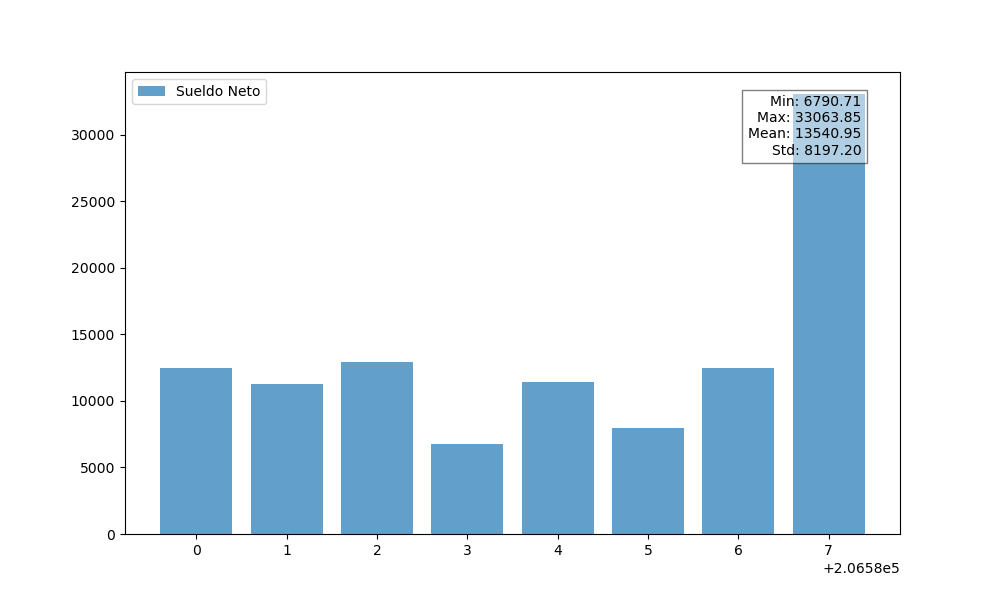 Sueldo Neto
Min: 6790.71
Max: 33063.85
Mean: 13540.95
Std: 8197.20
30000
25000
20000
15000
10000
5000
0
0 1 2 3 4 5 6 7
+2.0658e5